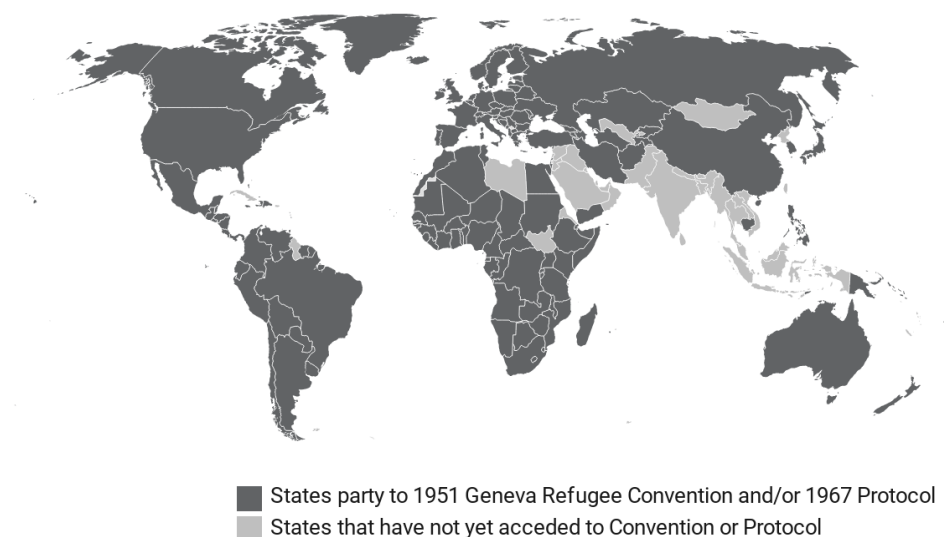 States party to 1951 Geneva Refugee Convention and/or 1967 Protocol
States that have not yet acceded to Convention or Protocol